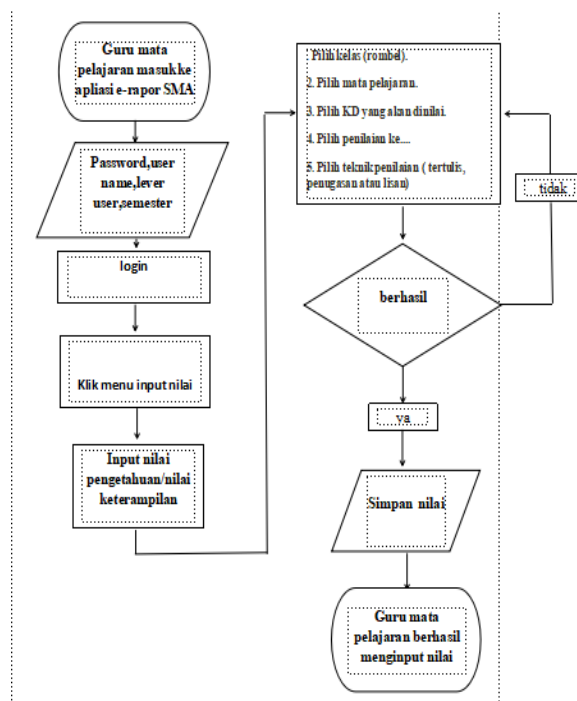 Guru mata
pelajaran masuk ke
apliasi e-rapor SMA
Password,user
name,lever
user,semester
login
Klik menu input nilai
Input nilai
pengetahuan/nilai
keterampilan
Pilih kelas (rombel).
2. Pilih mata pelajaran.
3. Pilih KD yang akan dinilai.
4. Pilih penilaian ke....
5. Pilih teknik penilaian ( tertulis,
penugasan atau lisan)
tidak
berhasil
ya
Simpan nilai
Guru mata
pelajaran berhasil
menginput nilai